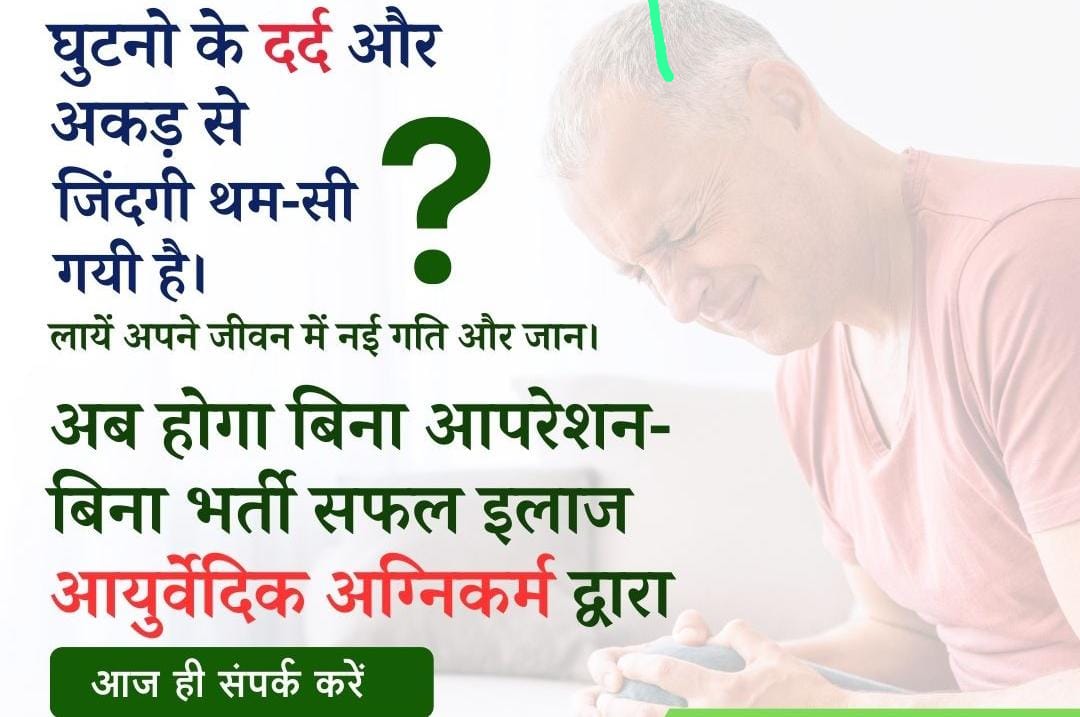 घुटनो के दर्द और
अकड़ से
जिंदगी थम-सी
गयी है।
?
लायें अपने जीवन में नई गति और जान।
अब होगा बिना आपरेशन-
बिना भर्ती सफल इलाज
आयुर्वेदिक अग्निकर्म द्वारा
आज ही संपर्क करें